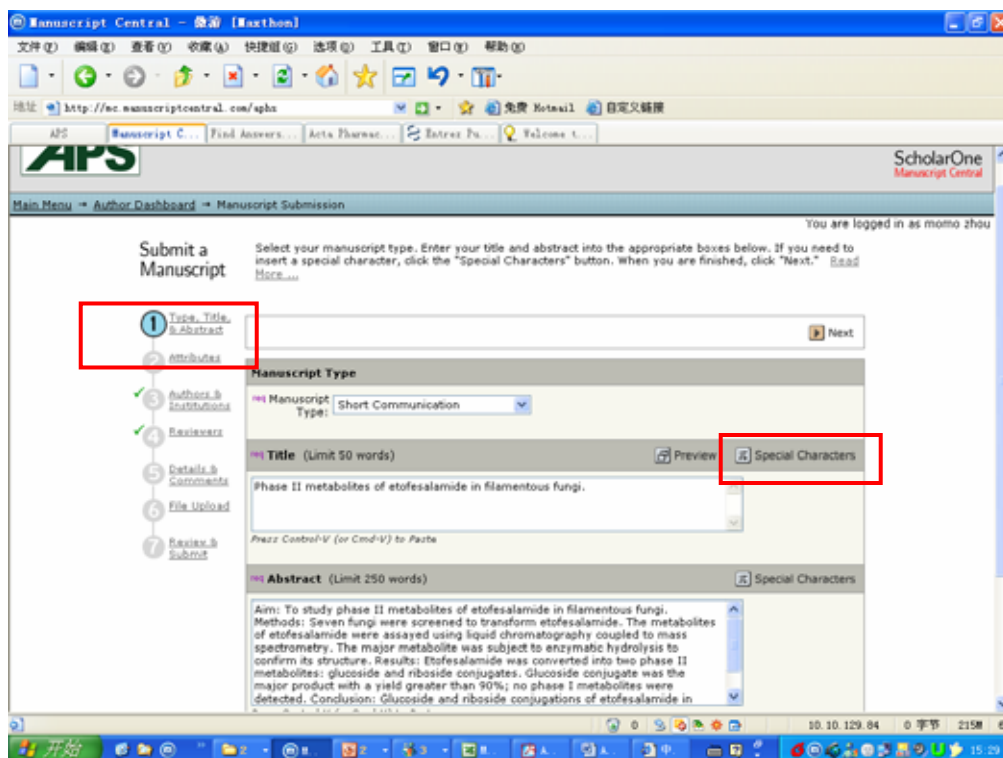 Manuscript Central - 傲游 [Maxthon]
文件(F) 编辑(E) 查看(V) 收藏(A) 快捷组(G) 选项(O) 工具(T) 窗口(W) 帮助(H)
地址 http://mc.manuscriptcentral.com/aphs 免费 Hotmail 自定义链接
APS Manuscript C... Find Answers... Acta Pharmac... Entrez Pu... Welcome t...
APS
ScholarOne
Manuscript Central
Main Menu → Author Dashboard → Manuscript Submission
You are logged in as momo zhou
Submit a
Manuscript
Select your manuscript type. Enter your title and abstract into the appropriate boxes below. If you need to
insert a special character, click the "Special Characters" button. When you are finished, click "Next." Read
More ...
1 Type, Title,
& Abstract
2 Attributes
3 Authors &
Institutions
4 Reviewers
5 Details &
Comments
6 File Upload
7 Review &
Submit
Next
Manuscript Type
req Manuscript
Type: Short Communication
req Title (Limit 50 words) Preview Special Characters
Phase II metabolites of etofesalamide in filamentous fungi.
Press Control-V (or Cmd-V) to Paste
req Abstract (Limit 250 words) Special Characters
Aim: To study phase II metabolites of etofesalamide in filamentous fungi.
Methods: Seven fungi were screened to transform etofesalamide. The metabolites
of etofesalamide were assayed using liquid chromatography coupled to mass
spectrometry. The major metabolite was subject to enzymatic hydrolysis to
confirm its structure. Results: Etofesalamide was converted into two phase II
metabolites: glucoside and riboside conjugates. Glucoside conjugate was the
major product with a yield greater than 90%; no phase I metabolites were
detected. Conclusion: Glucoside and riboside conjugations of etofesalamide in
0 10.10.129.84 0 字节 215M
开始 15:29